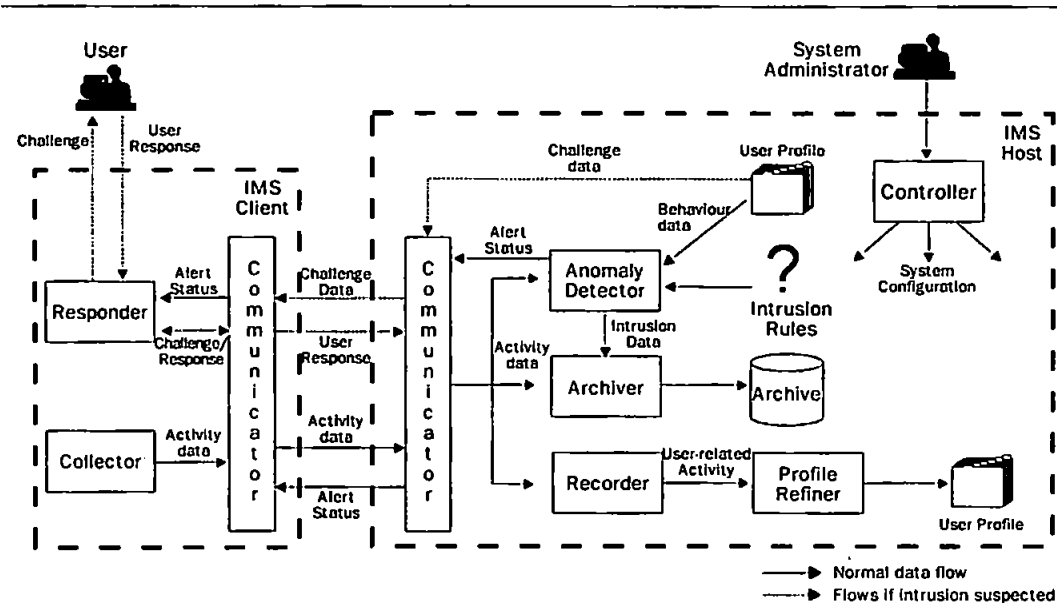 User
System
Administrator
Challenge
User
Response
IMS
Host
Challenge
data
User Profile
IMS
Client
Controller
Behaviour
data
Alert
Status
Communicator
Communicator
Alert
Status
Challenge
Data
Anomaly
Detector
?
System
Configuration
Responder
Intrusion
Rules
Challenge/
Response
User
Response
Activity
data
Intrusion
Data
Archiver
Archive
Activity
data
Activity
data
Collector
User-related
Activity
Recorder
Profile
Refiner
Alert
Status
User Profile
Normal data flow
Flows if intrusion suspected